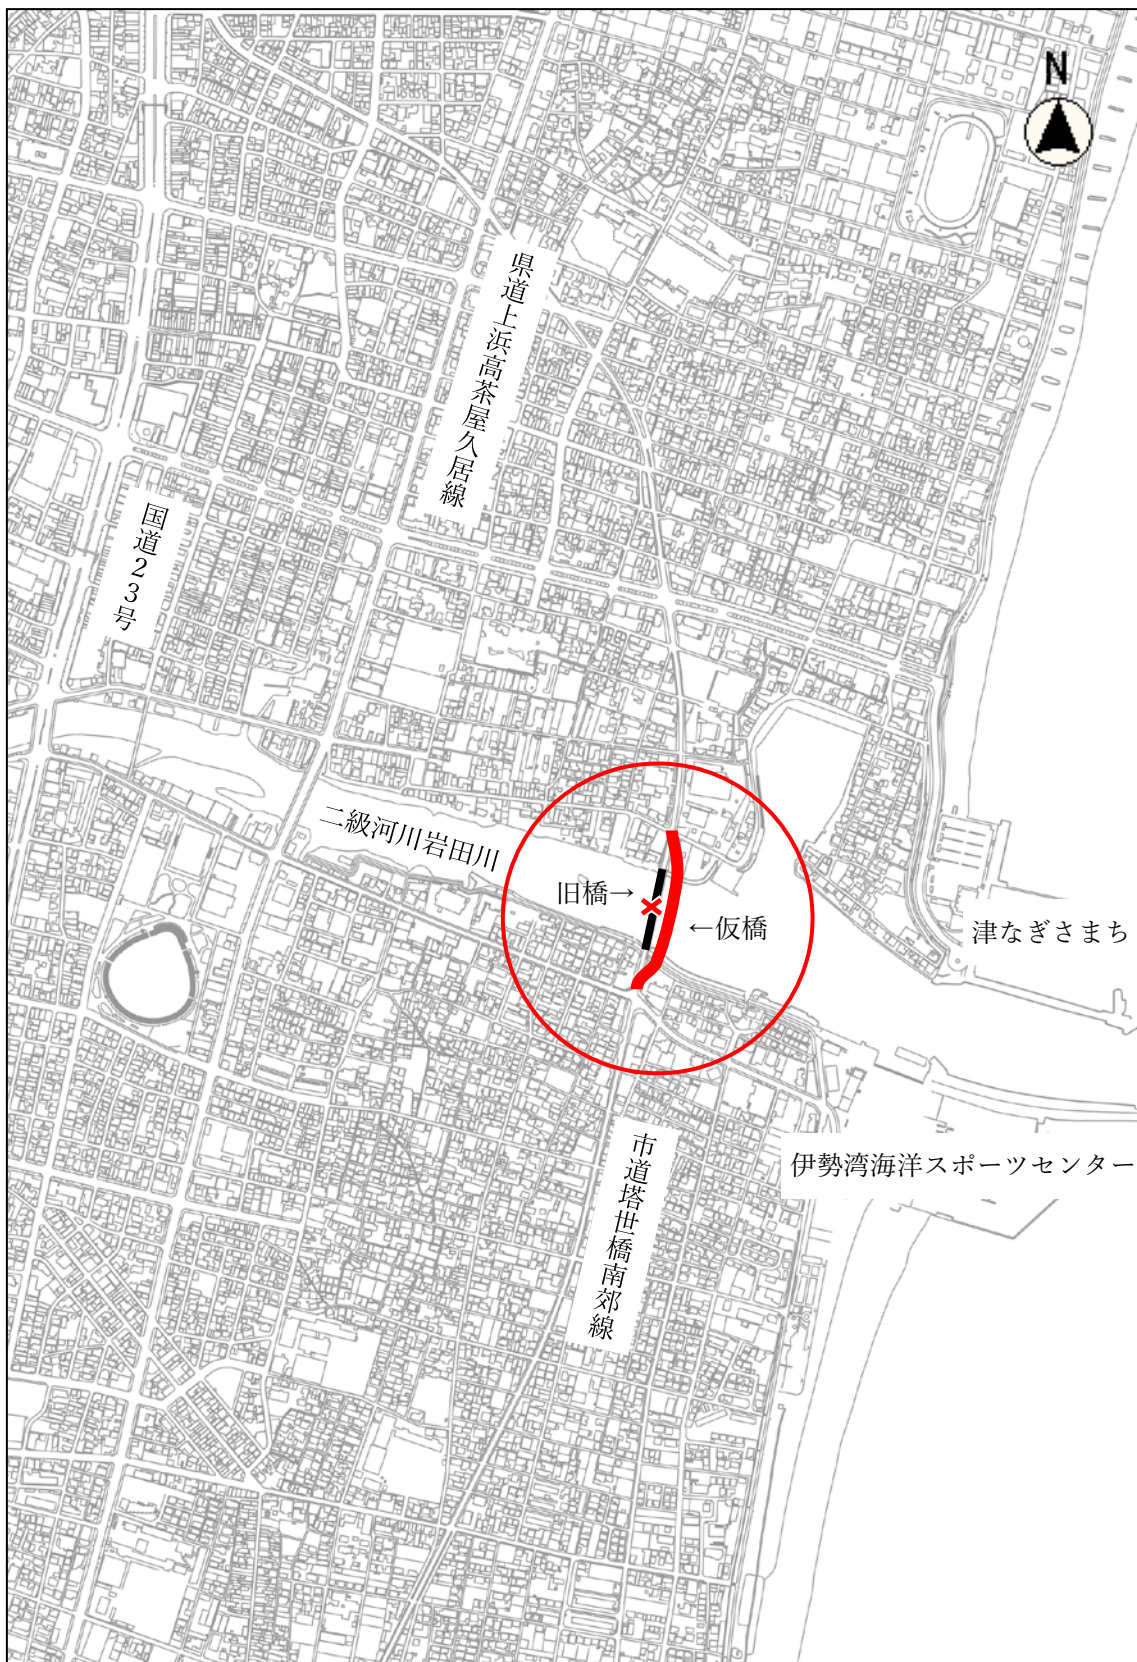 N
県道上浜高茶屋久居線
国道23号
二級河川岩田川
旧橋→
←仮橋
津なぎさまち
市道塔世橋南郊線
伊勢湾海洋スポーツセンター